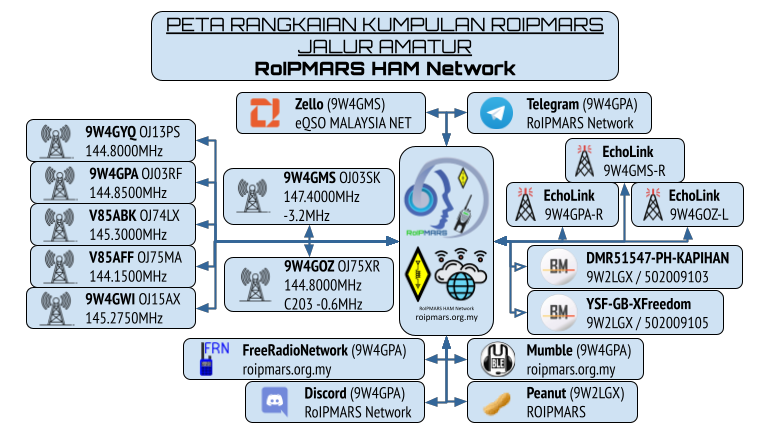 PETA RANGKAIAN KUMPULAN ROIPMARS
JALUR AMATUR
RoIPMARS HAM Network
Zello (9W4GMS)
eQSO MALAYSIA NET
Telegram (9W4GPA)
RoIPMARS Network
9W4GYQ OJ13PS
144.8000MHz
9W4GPA OJ03RF
144.8500MHz
V85ABK OJ74LX
145.3000MHz
V85AFF OJ75MA
144.1500MHz
9W4GWI OJ15AX
145.2750MHz
9W4GMS OJ03SK
147.4000MHz
-3.2MHz
9W4GOZ OJ75XR
144.8000MHz
C203 -0.6MHz
RoIPMARS
RoIPMARS HAM Network
roipmars.org.my
EchoLink
9W4GMS-R
EchoLink
9W4GPA-R
EchoLink
9W4GOZ-L
BM
DMR51547-PH-KAPIHAN
9W2LGX / 502009103
BM
YSF-GB-XFreedom
9W2LGX / 502009105
FRN
FreeRadioNetwork (9W4GPA)
roipmars.org.my
BLE
Mumble (9W4GPA)
roipmars.org.my
Discord (9W4GPA)
RoIPMARS Network
Peanut (9W2LGX)
ROIPMARS